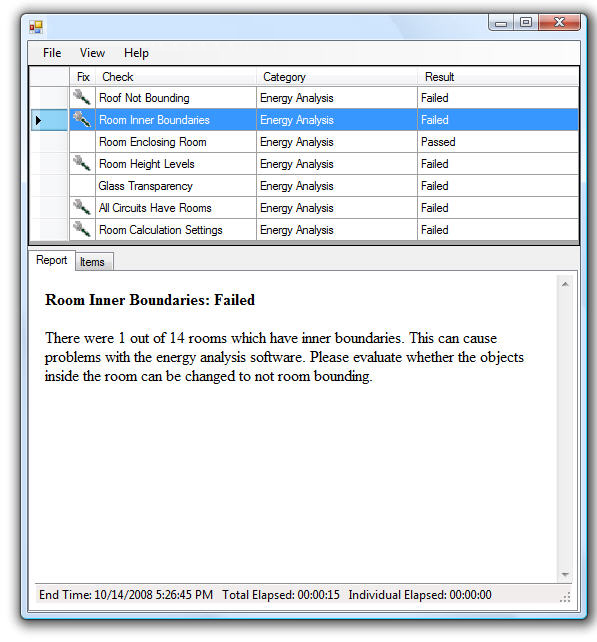 File View Help
Fix Check Category Result
Roof Not Bounding Energy Analysis Failed
Room Inner Boundaries Energy Analysis Failed
Room Enclosing Room Energy Analysis Passed
Room Height Levels Energy Analysis Failed
Glass Transparency Energy Analysis Failed
All Circuits Have Rooms Energy Analysis Failed
Room Calculation Settings Energy Analysis Failed
Report Items
Room Inner Boundaries: Failed
There were 1 out of 14 rooms which have inner boundaries. This can cause
problems with the energy analysis software. Please evaluate whether the objects
inside the room can be changed to not room bounding.
End Time: 10/14/2008 5:26:45 PM Total Elapsed: 00:00:15 Individual Elapsed: 00:00:00